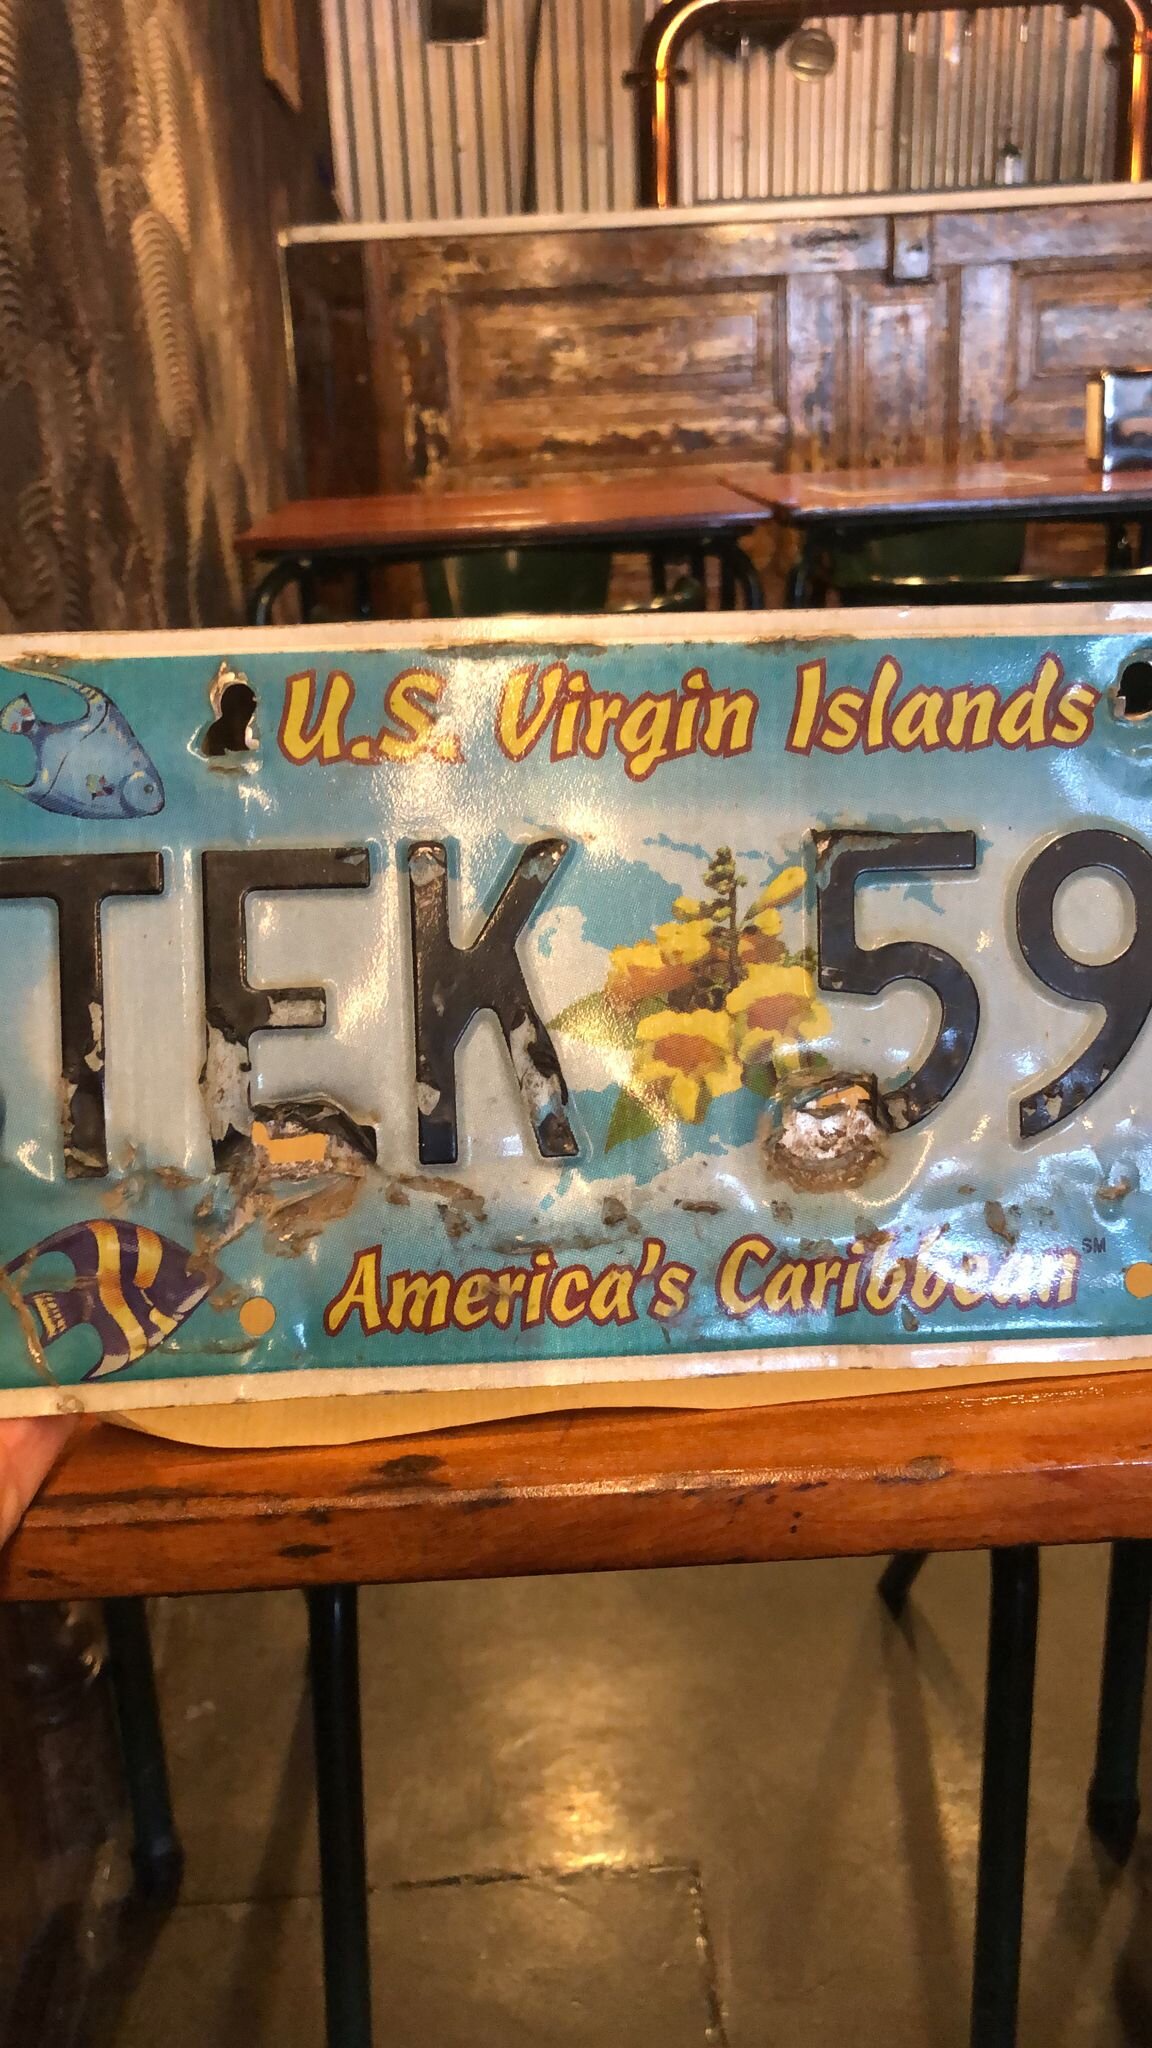 U.S. Virgin Islands
TEK 59
America's Caribbean SM